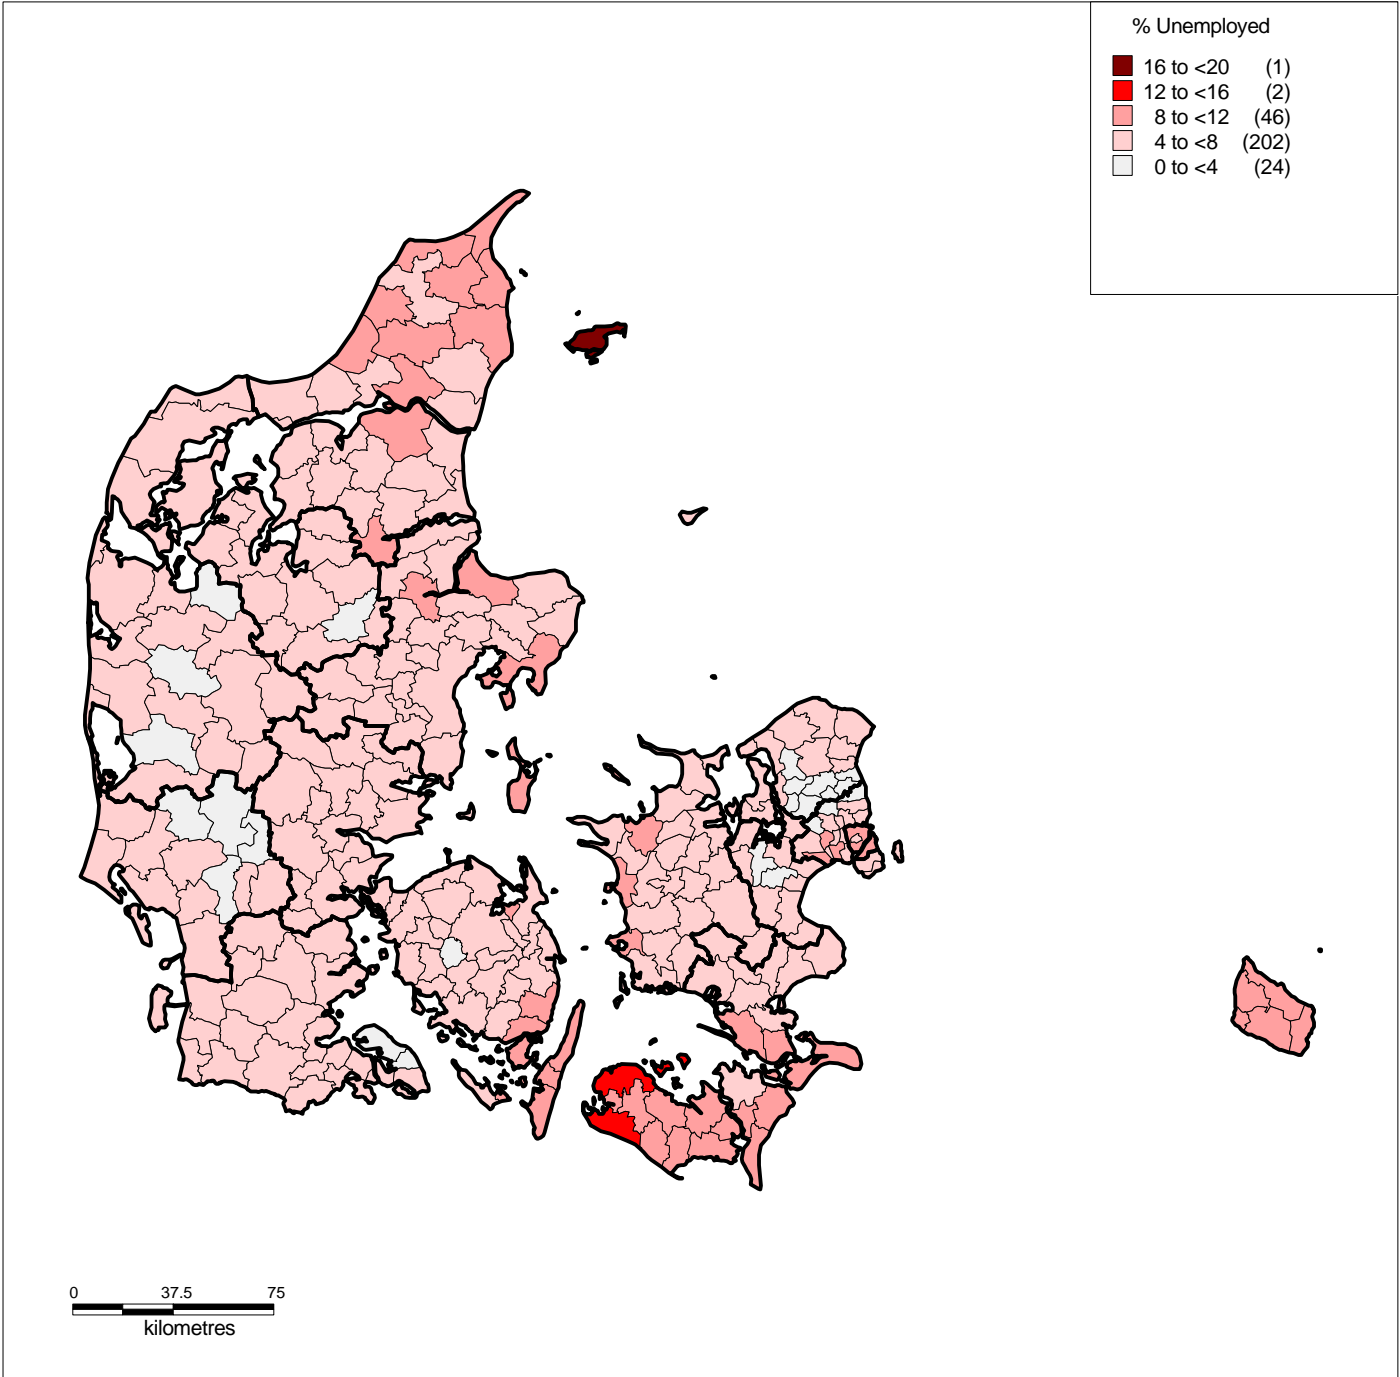 % Unemployed
16 to <20 (1)
12 to <16 (2)
8 to <12 (46)
4 to <8 (202)
0 to <4 (24)
0 37.5 75
kilometres